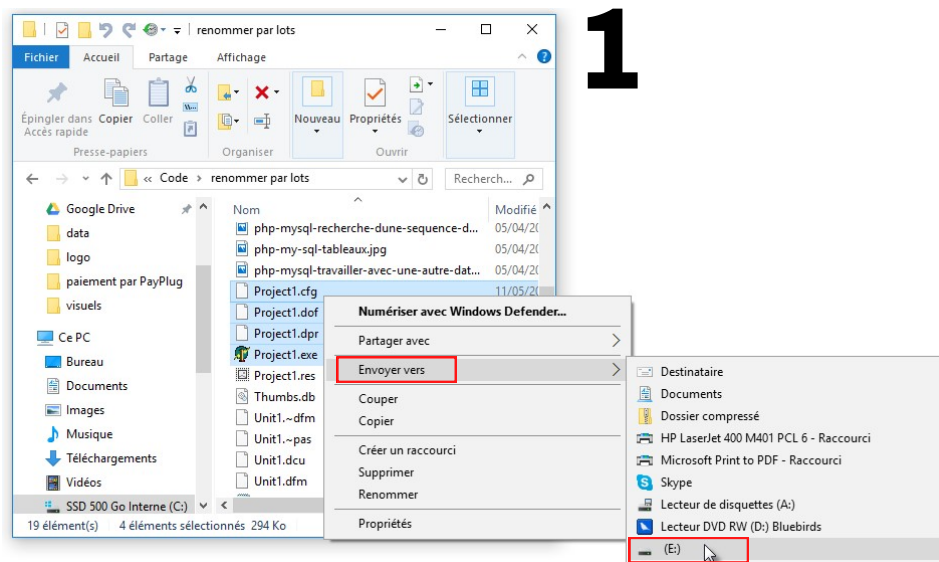 renommer par lots
1
Fichier Accueil Partage Affichage
Épingler dans Accès rapide
Copier
Coller
Nouveau
Propriétés
Sélectionner
Presse-papiers Organiser Ouvrir
« Code > renommer par lots
Recherch...
Google Drive
data
logo
paiement par PayPlug
visuels
Ce PC
Bureau
Documents
Images
Musique
Téléchargements
Vidéos
SSD 500 Go Interne (C:)
Nom Modifié
php-mysql-recherche-dune-sequence-d... 05/04/20
php-my-sql-tableaux.jpg 05/04/20
php-mysql-travailler-avec-une-autre-dat... 05/04/20
Project1.cfg 11/05/20
Project1.dof
Project1.dpr
Project1.exe
Project1.res
Thumbs.db
Unit1.~dfm
Unit1.~pas
Unit1.dcu
Unit1.dfm
19 élément(s) 4 éléments sélectionnés 294 Ko
Numériser avec Windows Defender...
Partager avec
Envoyer vers
Couper
Copier
Créer un raccourci
Supprimer
Renommer
Propriétés
Destinataire
Documents
Dossier compressé
HP LaserJet 400 M401 PCL 6 - Raccourci
Microsoft Print to PDF - Raccourci
Skype
Lecteur de disquettes (A:)
Lecteur DVD RW (D:) Bluebirds
(E:)